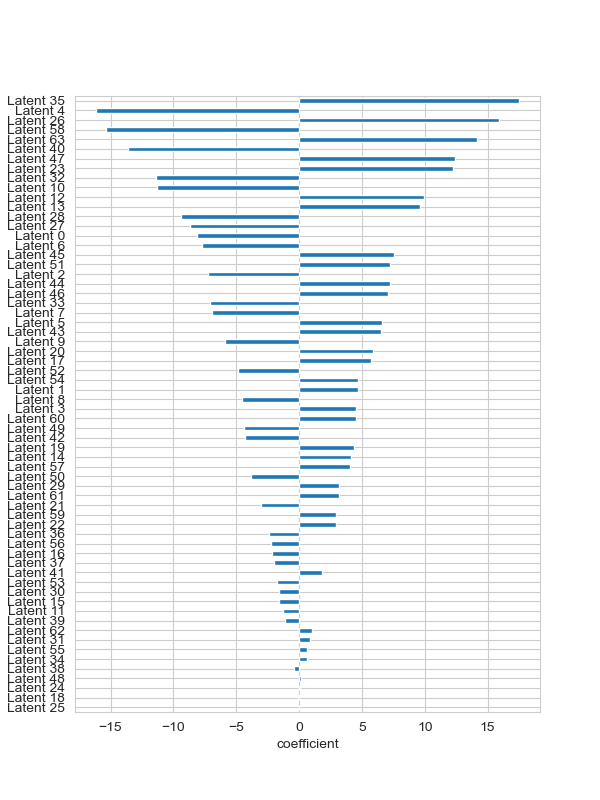 Latent 35
Latent 4
Latent 26
Latent 58
Latent 63
Latent 40
Latent 47
Latent 23
Latent 32
Latent 10
Latent 12
Latent 13
Latent 28
Latent 27
Latent 0
Latent 6
Latent 45
Latent 51
Latent 2
Latent 44
Latent 46
Latent 33
Latent 7
Latent 5
Latent 43
Latent 9
Latent 20
Latent 17
Latent 52
Latent 54
Latent 1
Latent 8
Latent 3
Latent 60
Latent 49
Latent 42
Latent 19
Latent 14
Latent 57
Latent 50
Latent 29
Latent 61
Latent 21
Latent 59
Latent 22
Latent 36
Latent 56
Latent 16
Latent 37
Latent 41
Latent 53
Latent 30
Latent 15
Latent 11
Latent 39
Latent 62
Latent 31
Latent 55
Latent 34
Latent 38
Latent 48
Latent 24
Latent 18
Latent 25
−15 −10 −5 0 5 10 15
coefficient